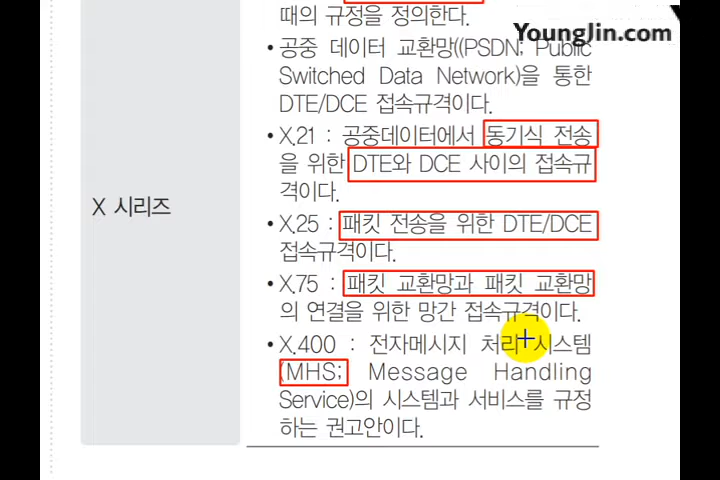 때의 규정을 정의한다.
YoungJin.com
•공중 데이터 교환망((PSDN; Public
Switched Data Network)을 통한
DTE/DCE 접속규격이다.
•X.21 : 공중데이터에서 동기식 전송
을 위한 DTE와 DCE 사이의 접속규
격이다.
X 시리즈
•X.25 : 패킷 전송을 위한 DTE/DCE
접속규격이다.
•X.75 : 패킷 교환망과 패킷 교환망
의 연결을 위한 망간 접속규격이다.
•X.400 : 전자메시지 처리 시스템
(MHS; Message Handling
Service)의 시스템과 서비스를 규정
하는 권고안이다.